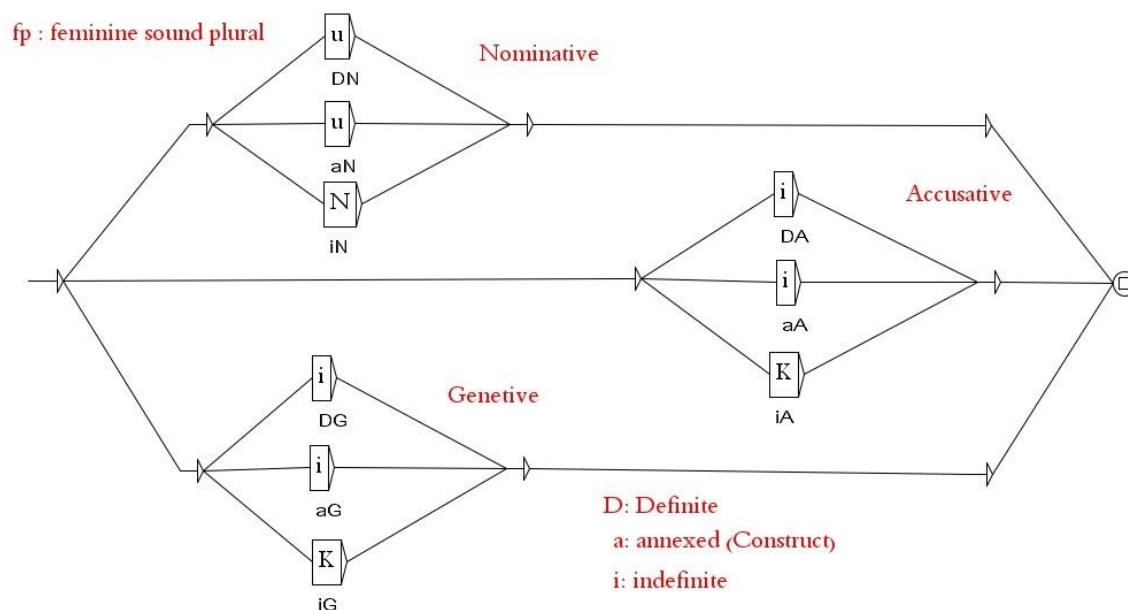 fp : feminine sound plural
u
DN
Nominative
u
aN
N
iN
i
DA
Accusative
i
aA
K
iA
i
DG
Genetive
i
aG
K
iG
D: Definite
a: annexed (Construct)
i: indefinite